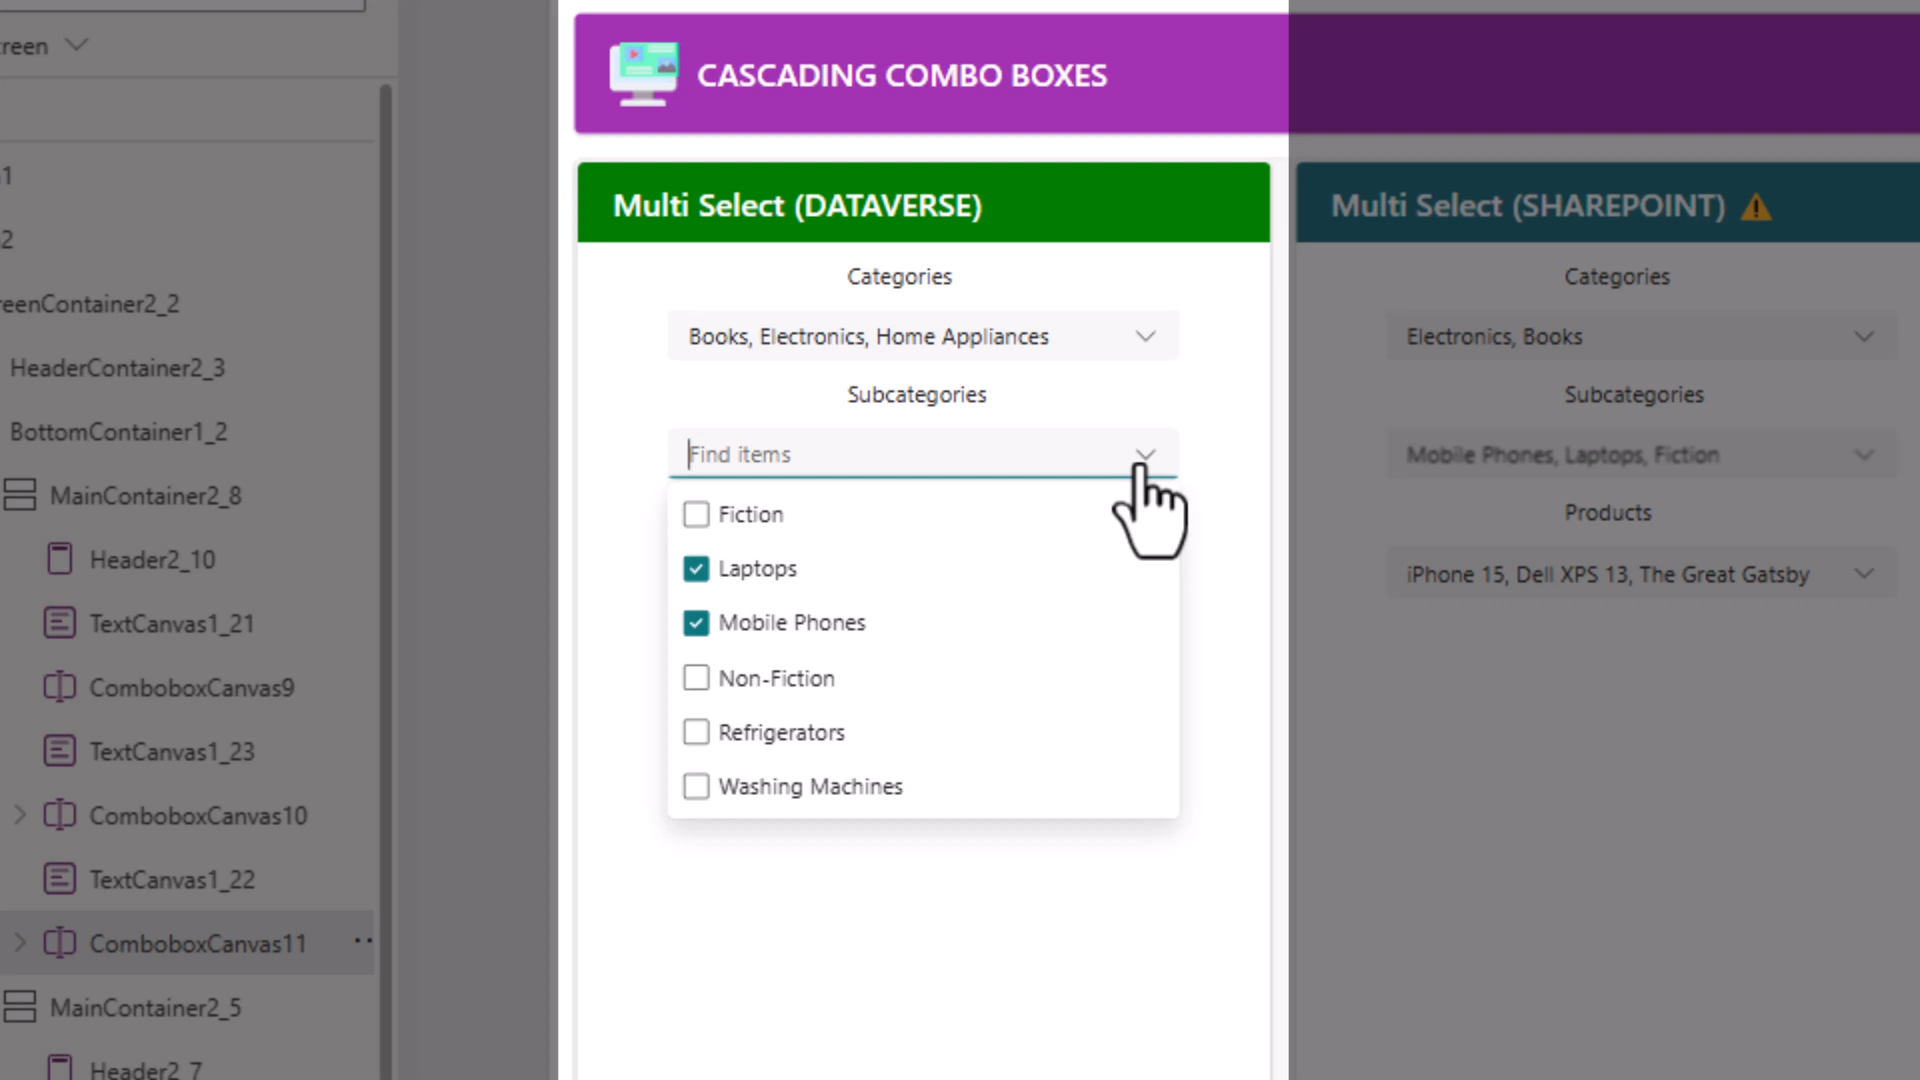 reen
1
2
reenContainer2_2
HeaderContainer2_3
BottomContainer1_2
MainContainer2_8
Header2_10
TextCanvas1_21
ComboboxCanvas9
TextCanvas1_23
ComboboxCanvas10
TextCanvas1_22
ComboboxCanvas11
MainContainer2_5
Header2_7
CASCADING COMBO BOXES
Multi Select (DATAVERSE)
Categories
Books, Electronics, Home Appliances
Subcategories
Find items
Fiction
Laptops
Mobile Phones
Non-Fiction
Refrigerators
Washing Machines
Multi Select (SHAREPOINT)
Categories
Electronics, Books
Subcategories
Mobile Phones, Laptops, Fiction
Products
iPhone 15, Dell XPS 13, The Great Gatsby